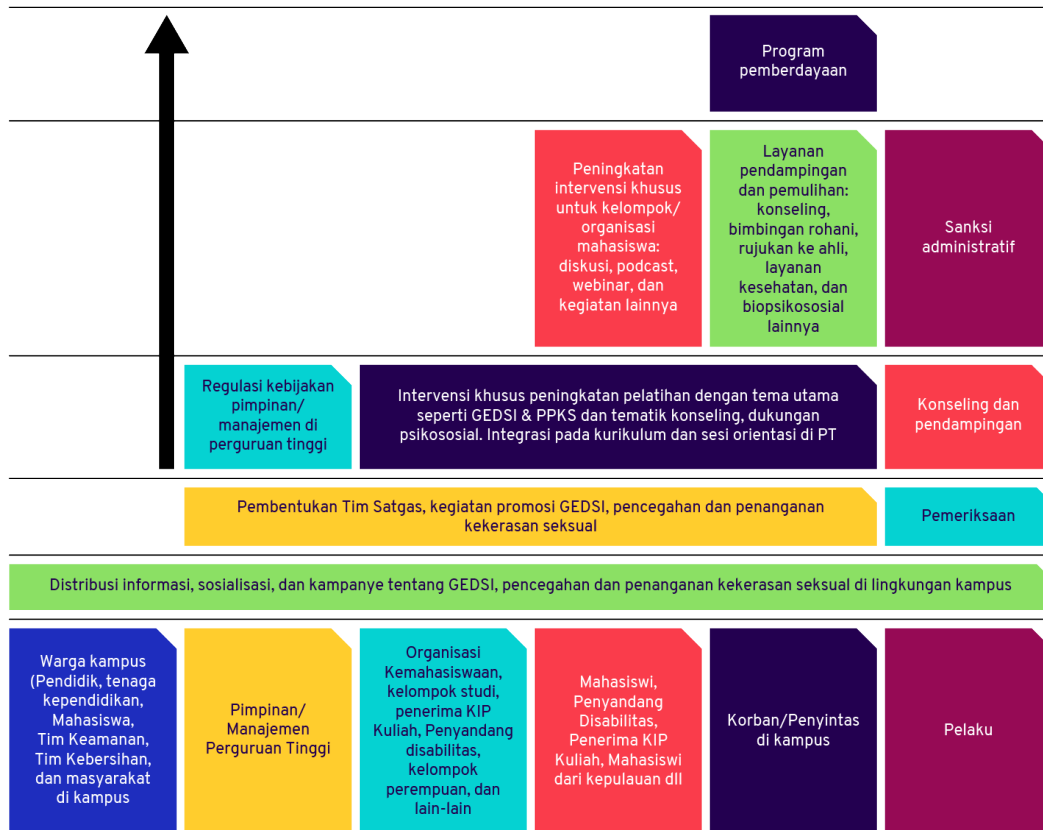 Program
pemberdayaan
Peningkatan
intervensi khusus
untuk kelompok/
organisasi
mahasiswa:
diskusi, podcast,
webinar, dan
kegiatan lainnya
Layanan
pendampingan
dan pemulihan:
konseling,
bimbingan rohani,
rujukan ke ahli,
layanan
kesehatan, dan
biopsikososial
lainnya
Sanksi
administratif
Regulasi kebijakan
pimpinan/
manajemen di
perguruan tinggi
Intervensi khusus peningkatan pelatihan dengan tema utama
seperti GEDSI & PPKS dan tematik konseling, dukungan
psikososial. Integrasi pada kurikulum dan sesi orientasi di PT
Konseling dan
pendampingan
Pembentukan Tim Satgas, kegiatan promosi GEDSI, pencegahan dan penanganan
kekerasan seksual
Pemeriksaan
Distribusi informasi, sosialisasi, dan kampanye tentang GEDSI, pencegahan dan penanganan kekerasan seksual di lingkungan kampus
Warga kampus
(Pendidik, tenaga
kependidikan,
Mahasiswa,
Tim Keamanan,
Tim Kebersihan,
dan masyarakat
di kampus
Pimpinan/
Manajemen
Perguruan Tinggi
Organisasi
Kemahasiswaan,
kelompok studi,
penerima KIP
Kuliah, Penyandang
disabilitas,
kelompok
perempuan, dan
lain-lain
Mahasiswi,
Penyandang
Disabilitas,
Penerima KIP
Kuliah, Mahasiswi
dari kepulauan dll
Korban/Penyintas
di kampus
Pelaku